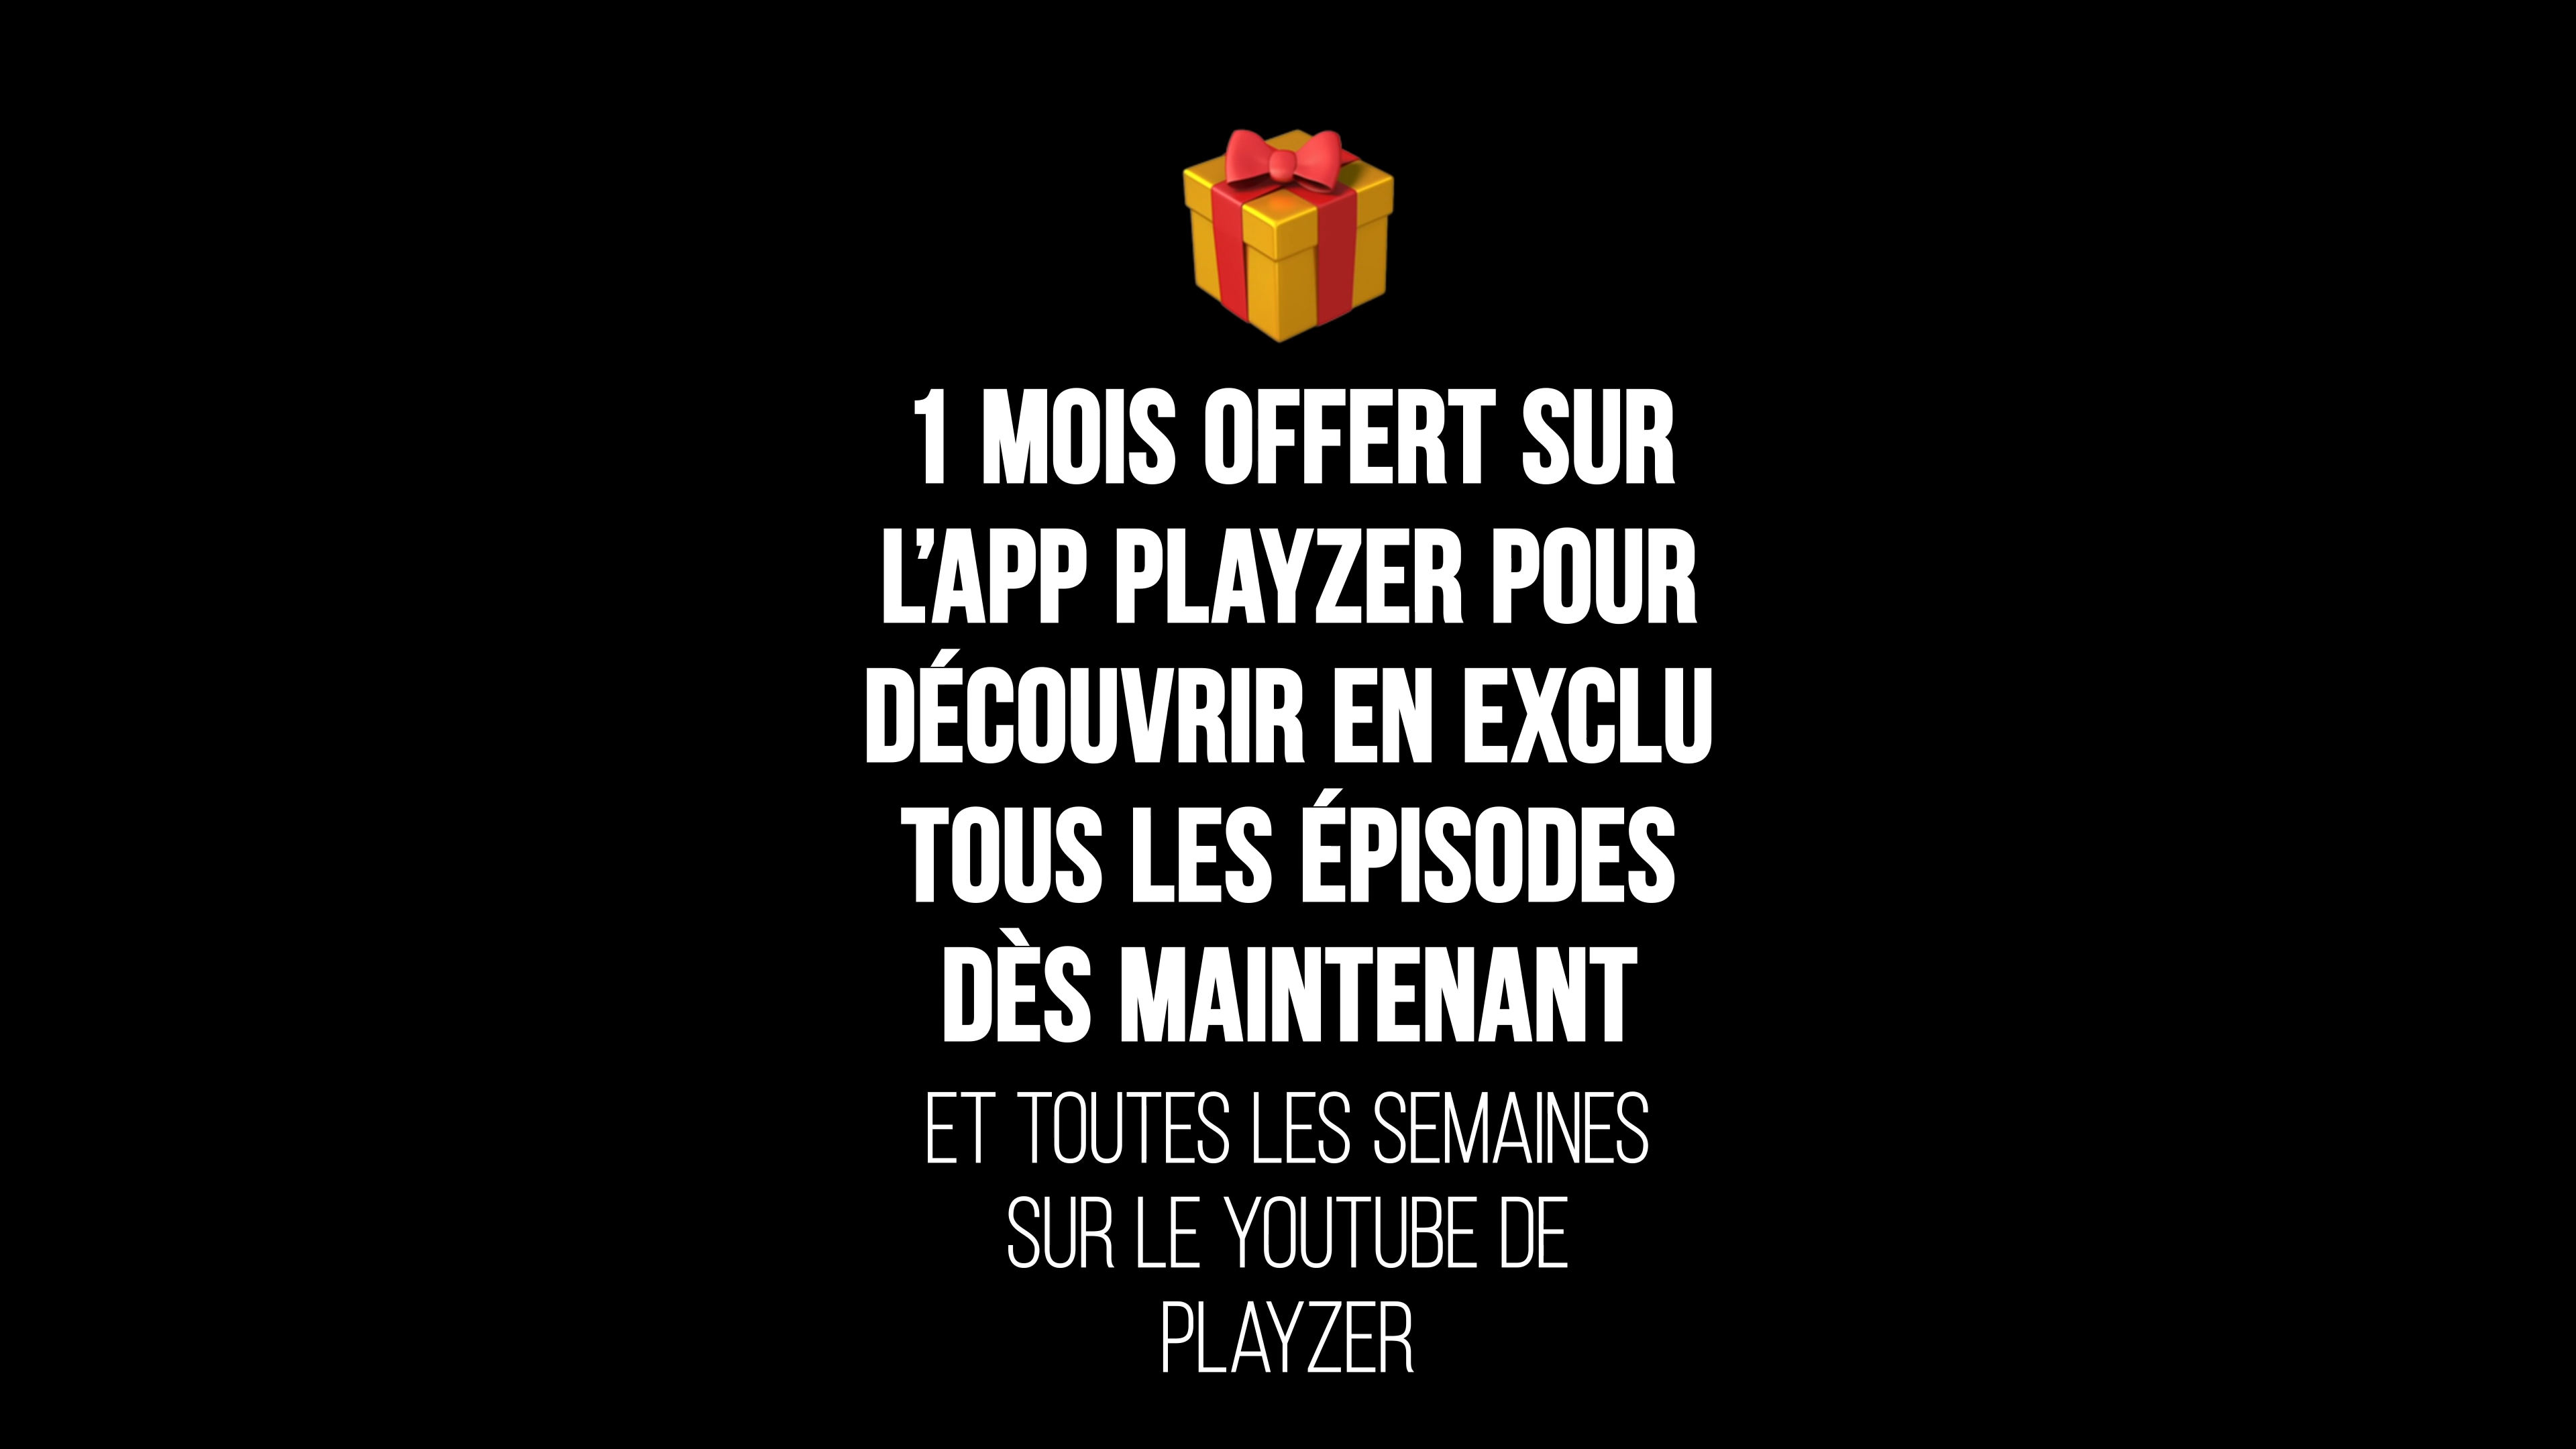 1 MOIS OFFERT SUR
L’APP PLAYZER POUR
DÉCOUVRIR EN EXCLU
TOUS LES ÉPISODES
DÈS MAINTENANT
ET TOUTES LES SEMAINES
SUR LE YOUTUBE DE
PLAYZER